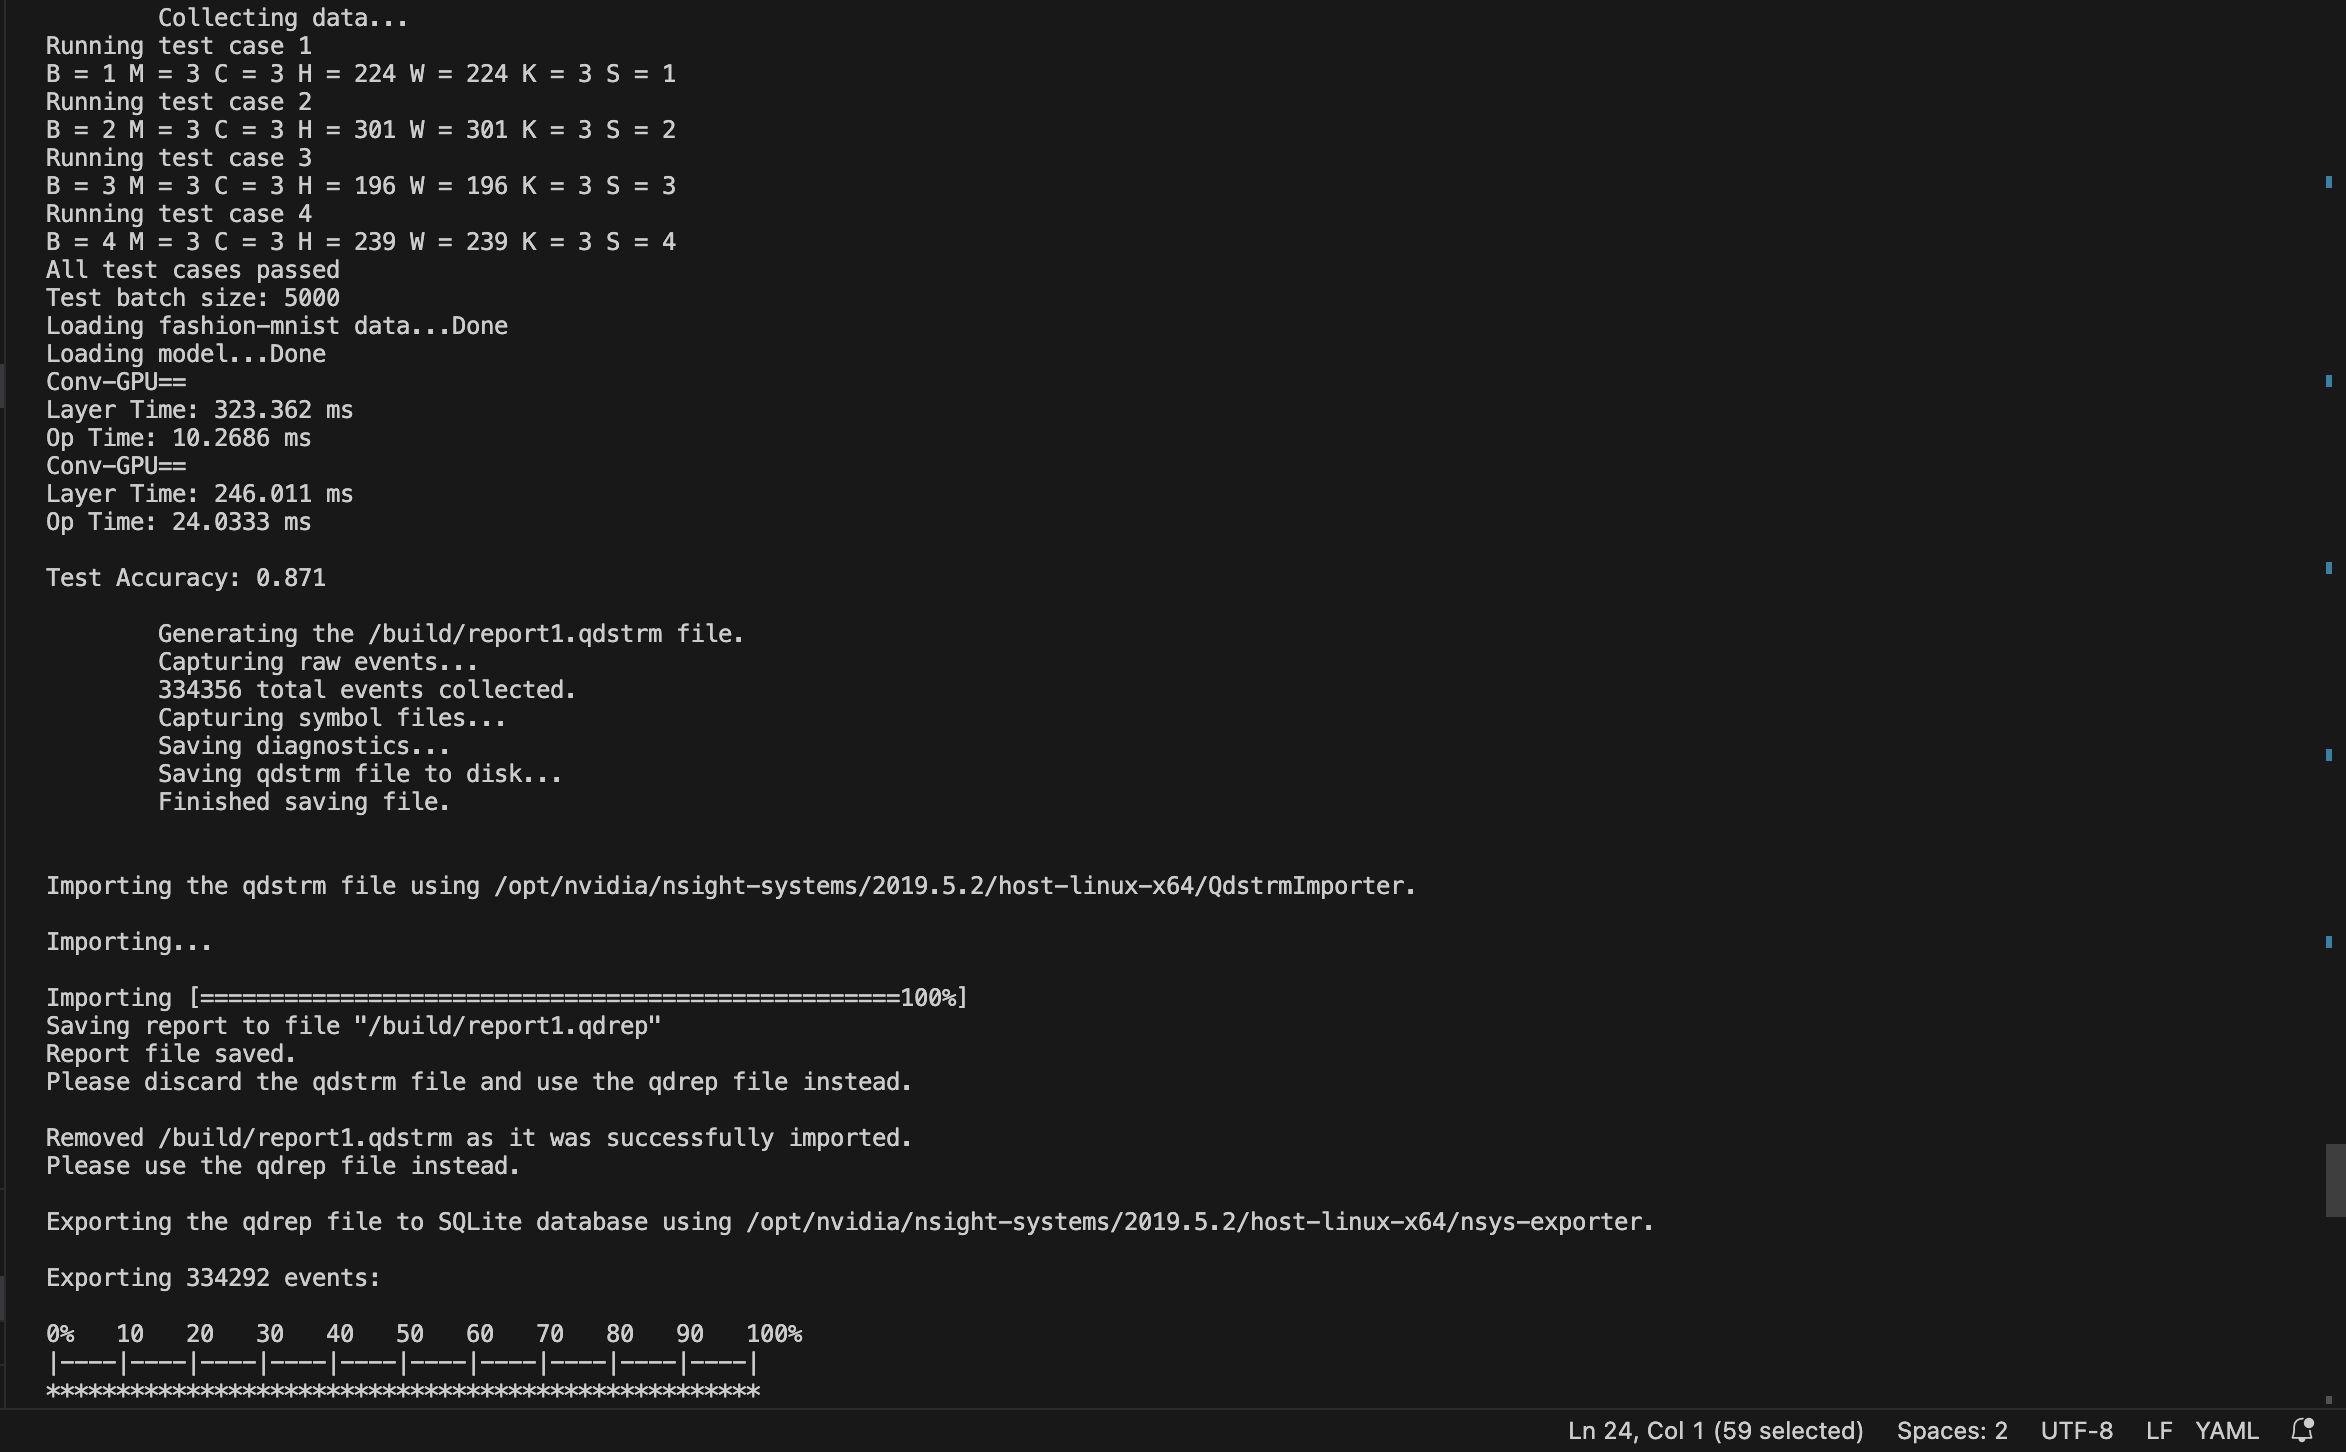 Collecting data...
Running test case 1
B = 1 M = 3 C = 3 H = 224 W = 224 K = 3 S = 1
Running test case 2
B = 2 M = 3 C = 3 H = 301 W = 301 K = 3 S = 2
Running test case 3
B = 3 M = 3 C = 3 H = 196 W = 196 K = 3 S = 3
Running test case 4
B = 4 M = 3 C = 3 H = 239 W = 239 K = 3 S = 4
All test cases passed
Test batch size: 5000
Loading fashion-mnist data...Done
Loading model...Done
Conv-GPU==
Layer Time: 323.362 ms
Op Time: 10.2686 ms
Conv-GPU==
Layer Time: 246.011 ms
Op Time: 24.0333 ms
Test Accuracy: 0.871
Generating the /build/report1.qdstrm file.
Capturing raw events...
334356 total events collected.
Capturing symbol files...
Saving diagnostics...
Saving qdstrm file to disk...
Finished saving file.
Importing the qdstrm file using /opt/nvidia/nsight-systems/2019.5.2/host-linux-x64/QdstrmImporter.
Importing...
Importing [==================================================100%]
Saving report to file "/build/report1.qdrep"
Report file saved.
Please discard the qdstrm file and use the qdrep file instead.
Removed /build/report1.qdstrm as it was successfully imported.
Please use the qdrep file instead.
Exporting the qdrep file to SQLite database using /opt/nvidia/nsight-systems/2019.5.2/host-linux-x64/nsys-exporter.
Exporting 334292 events:
0%   10   20   30   40   50   60   70   80   90   100%
|----|----|----|----|----|----|----|----|----|----|
***************************************************
Ln 24, Col 1 (59 selected) Spaces: 2 UTF-8 LF YAML